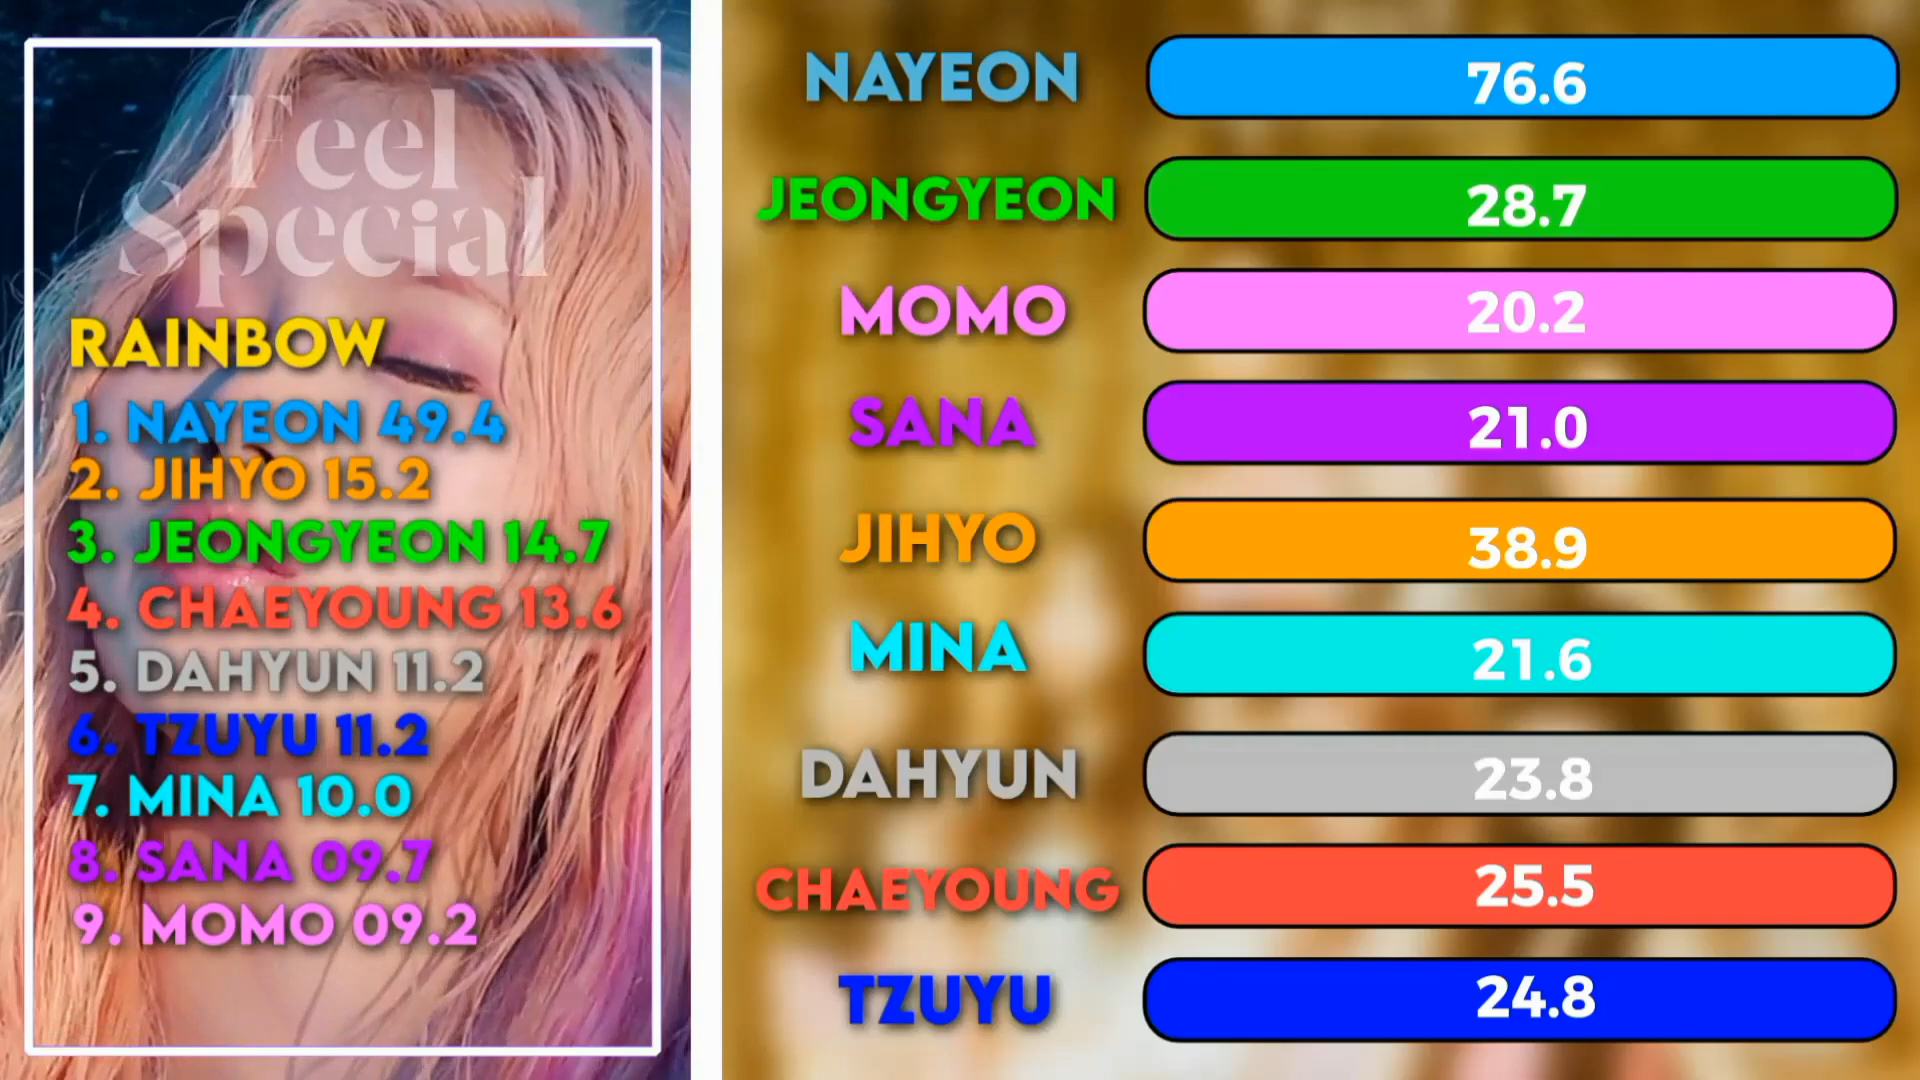 Feel
Special
RAINBOW
1. NAYEON 49.4
2. JIHYO 15.2
3. JEONGYEON 14.7
4. CHAEYOUNG 13.6
5. DAHYUN 11.2
6. TZUYU 11.2
7. MINA 10.0
8. SANA 09.7
9. MOMO 09.2
NAYEON 76.6
JEONGYEON 28.7
MOMO 20.2
SANA 21.0
JIHYO 38.9
MINA 21.6
DAHYUN 23.8
CHAEYOUNG 25.5
TZUYU 24.8